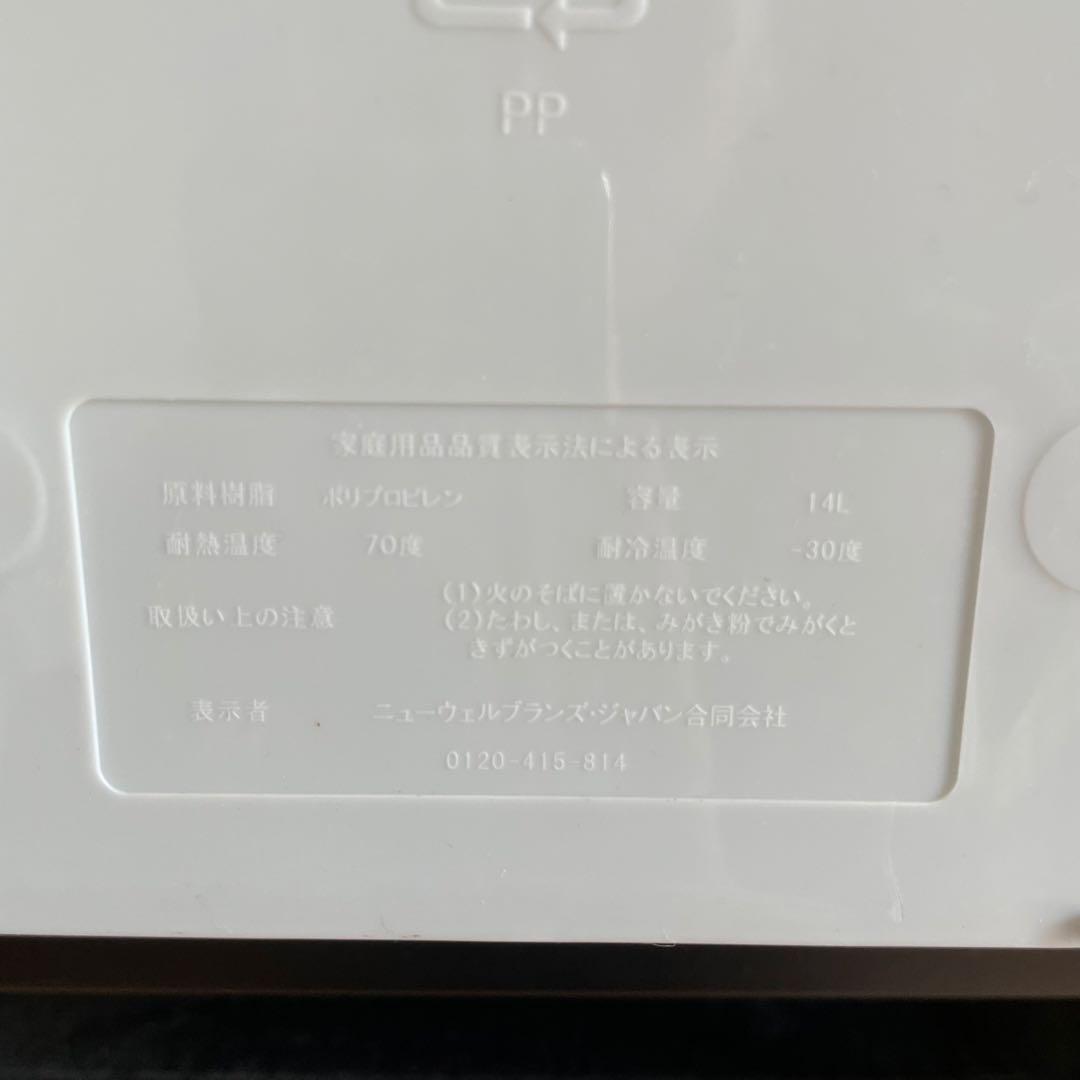 PP
家庭用品品質表示法による表示
原料樹脂 ポリプロピレン 容量 14L
耐熱温度 70度 耐冷温度 -30度
取扱い上の注意 (1)火のそばに置かないでください。
(2)たわし、または、みがき粉でみがくと
きずがつくことがあります。
表示者 ニューウェルブランズ・ジャパン合同会社
0120-415-814